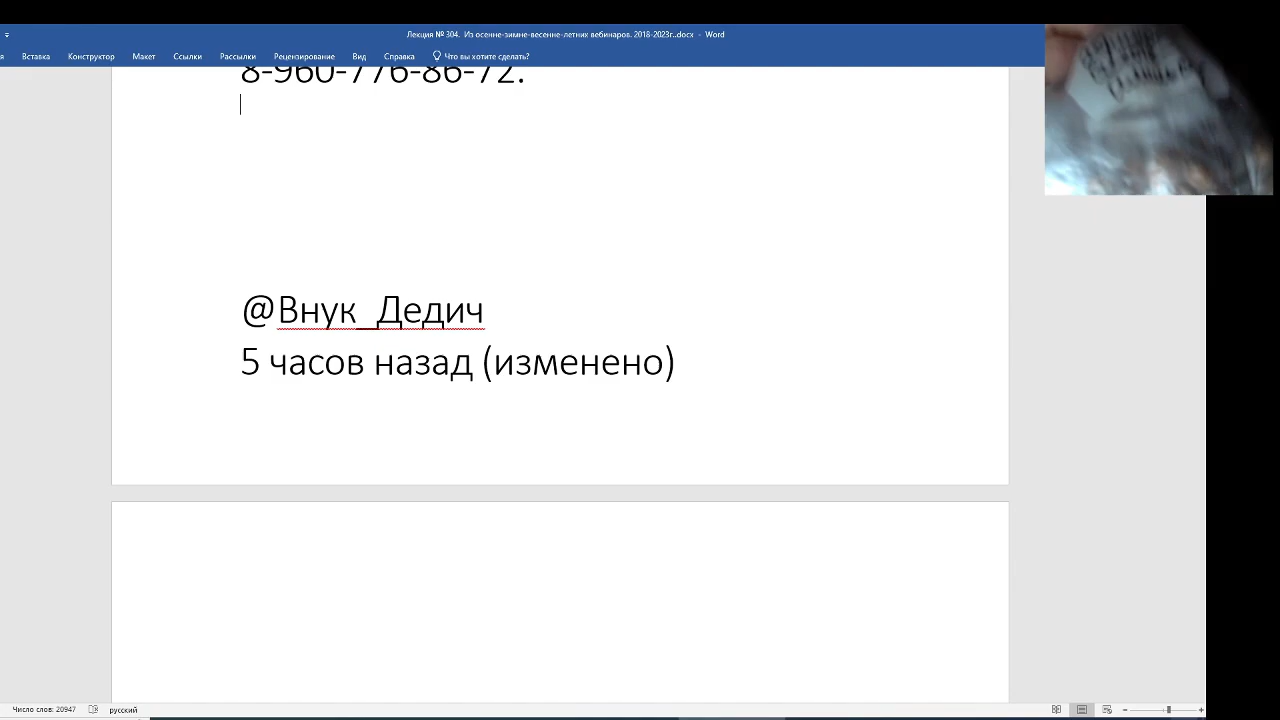 Лекция № 304. Из осенне-зимне-весенне-летних вебинаров. 2018-2023г..docx - Word
я Вставка Конструктор Макет Ссылки Рассылки Рецензирование Вид Справка Что вы хотите сделать?
8-960-776-86-72.
@Внук_Дедич
5 часов назад (изменено)
Число слов: 20947 русский